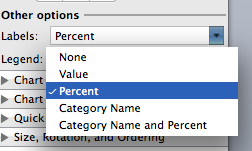 Other options
Labels: Percent
Legend:
None
Value
✓ Percent
Category Name
Category Name and Percent
Chart
Chart
Quick
Size, Rotation, and Ordering